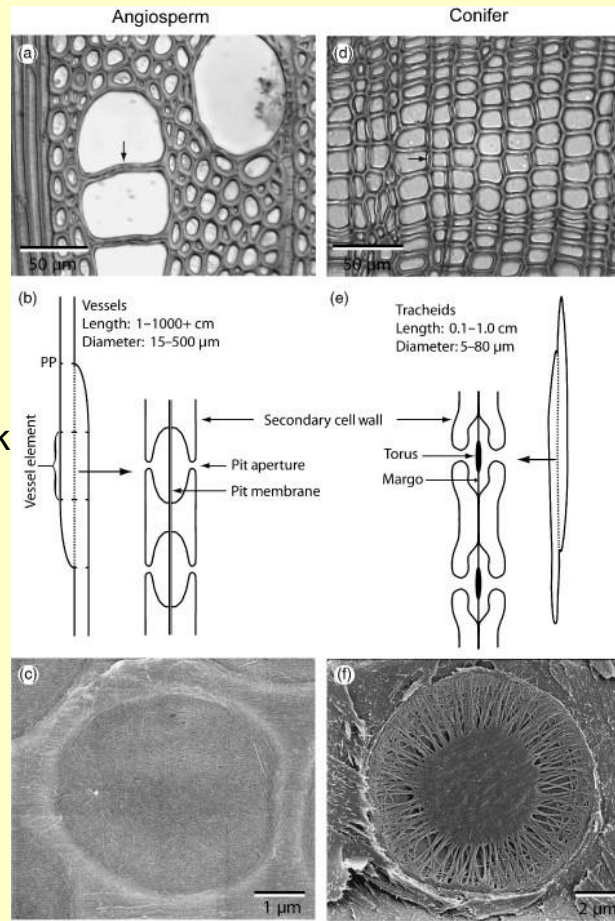 Angiosperm
Conifer
(a)
50 µm
(d)
50 µm
(b)
Vessels
Length: 1–1000+ cm
Diameter: 15–500 µm
PP
Vessel element
k
(e)
Tracheids
Length: 0.1–1.0 cm
Diameter: 5–80 µm
Secondary cell wall
Pit aperture
Pit membrane
Torus
Margo
(c)
1 µm
(f)
2 µm